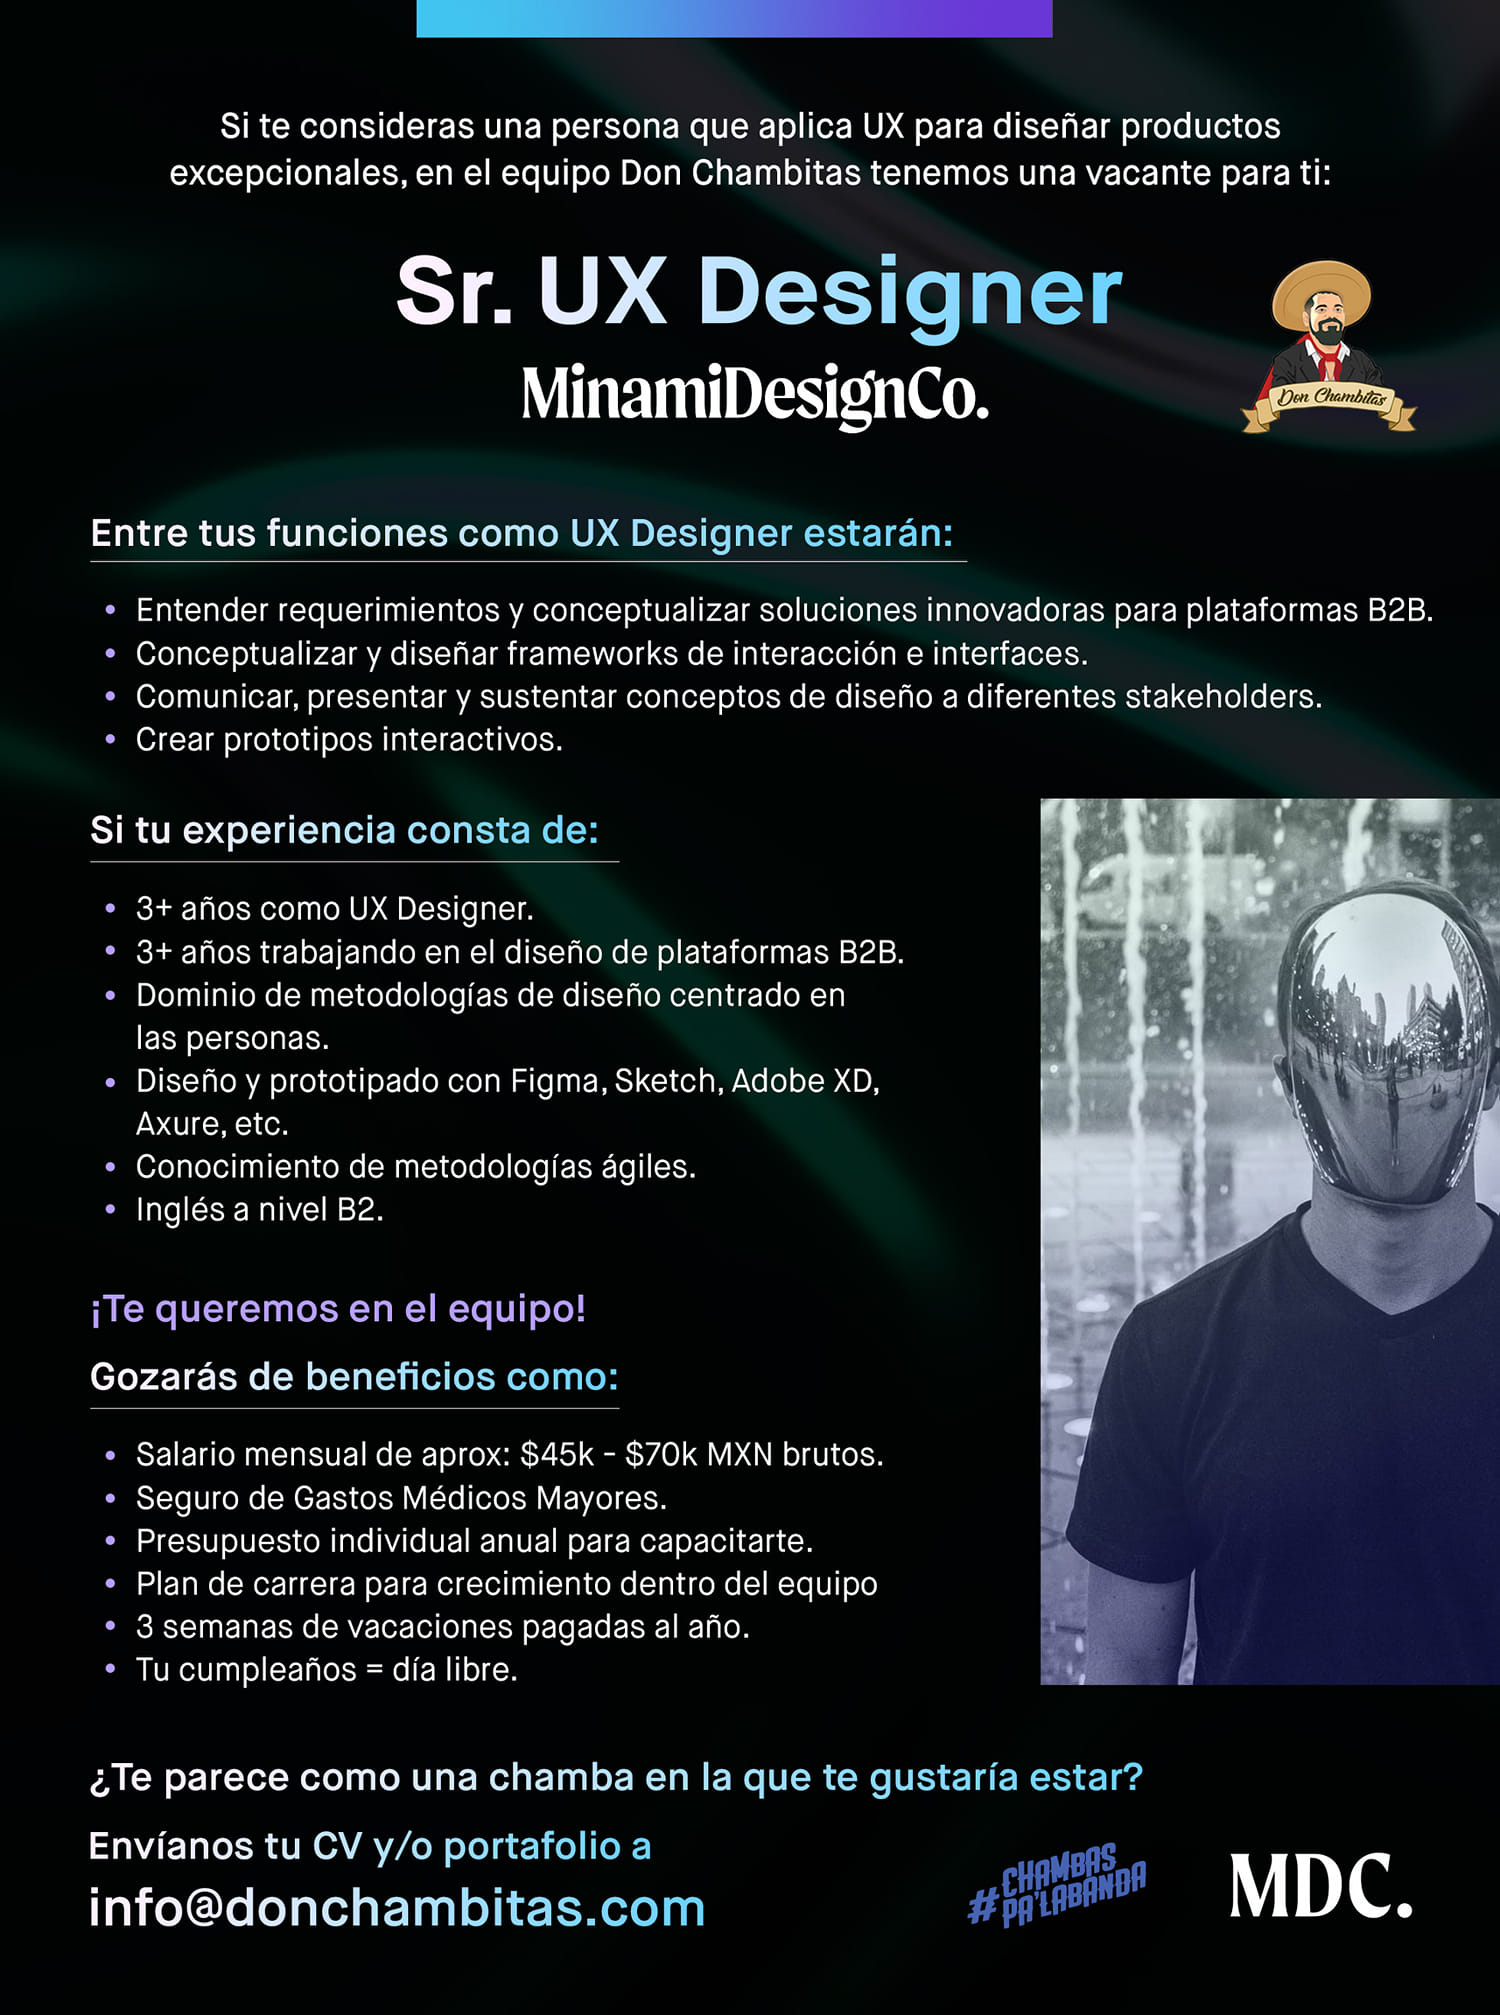 Si te consideras una persona que aplica UX para diseñar productos
excepcionales, en el equipo Don Chambitas tenemos una vacante para ti:
Sr. UX Designer
MinamiDesignCo.
Don Chambitas
Entre tus funciones como UX Designer estarán:
• Entender requerimientos y conceptualizar soluciones innovadoras para plataformas B2B.
• Conceptualizar y diseñar frameworks de interacción e interfaces.
• Comunicar, presentar y sustentar conceptos de diseño a diferentes stakeholders.
• Crear prototipos interactivos.
Si tu experiencia consta de:
• 3+ años como UX Designer.
• 3+ años trabajando en el diseño de plataformas B2B.
• Dominio de metodologías de diseño centrado en
las personas.
• Diseño y prototipado con Figma, Sketch, Adobe XD,
Axure, etc.
• Conocimiento de metodologías ágiles.
• Inglés a nivel B2.
¡Te queremos en el equipo!
Gozarás de beneficios como:
• Salario mensual de aprox: $45k - $70k MXN brutos.
• Seguro de Gastos Médicos Mayores.
• Presupuesto individual anual para capacitarte.
• Plan de carrera para crecimiento dentro del equipo
• 3 semanas de vacaciones pagadas al año.
• Tu cumpleaños = día libre.
¿Te parece como una chamba en la que te gustaría estar?
Envíanos tu CV y/o portafolio a
info@donchambitas.com
#CHAMBAS
PA'LABANDA
MDC.